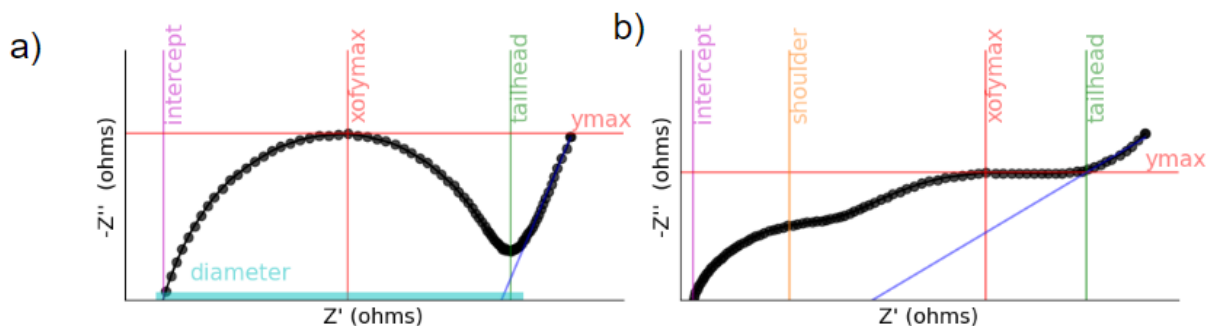 a)
intercept
xofymax
tailhead
ymax
-Z'' (ohms)
diameter
Z' (ohms)
b)
intercept
shoulder
xofymax
tailhead
ymax
-Z'' (ohms)
Z' (ohms)